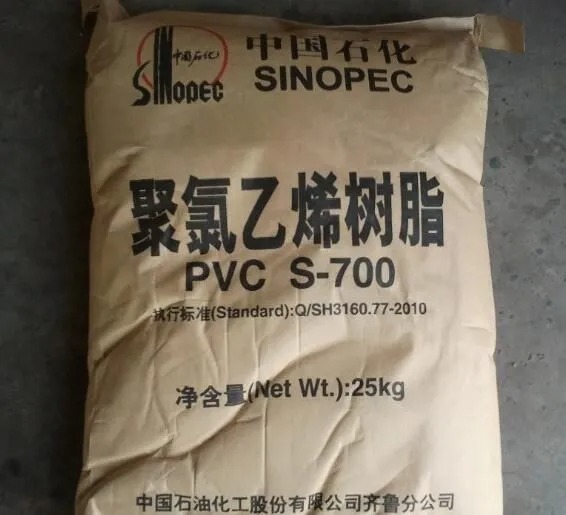 中国石化
SINOPEC
中国石化
SINOPEC
聚氯乙烯树脂
PVC S-700
执行标准(Standard):Q/SH3160.77-2010
净含量(Net Wt.):25kg
中国石油化工股份有限公司齐鲁分公司